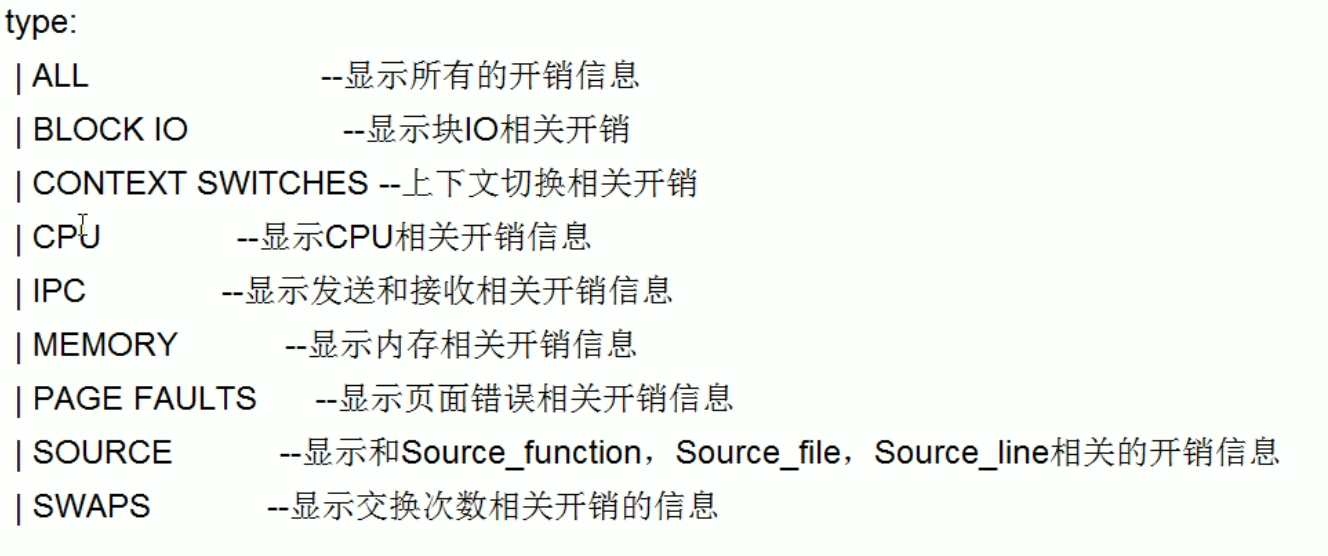 type:
| ALL --显示所有的开销信息
| BLOCK IO --显示块IO相关开销
| CONTEXT SWITCHES --上下文切换相关开销
| CPU --显示CPU相关开销信息
| IPC --显示发送和接收相关开销信息
| MEMORY --显示内存相关开销信息
| PAGE FAULTS --显示页面错误相关开销信息
| SOURCE --显示和Source_function，Source_file，Source_line相关的开销信息
| SWAPS --显示交换次数相关开销的信息